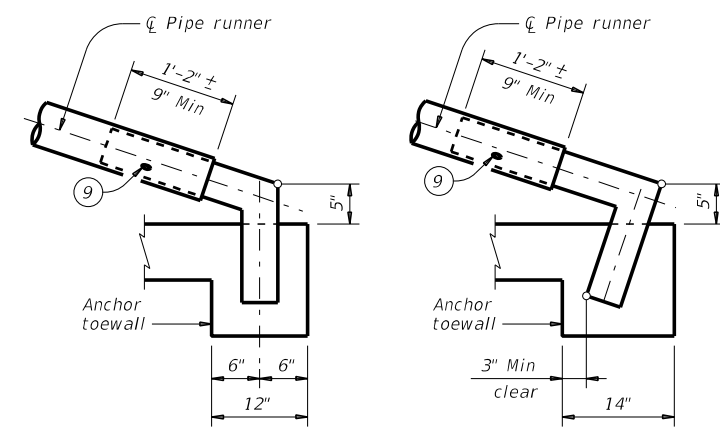 ℄ Pipe runner
1'-2" ±
9" Min
9
5"
Anchor
toewall
6" 6"
12"
℄ Pipe runner
1'-2" ±
9" Min
9
5"
Anchor
toewall
3" Min
clear
14"